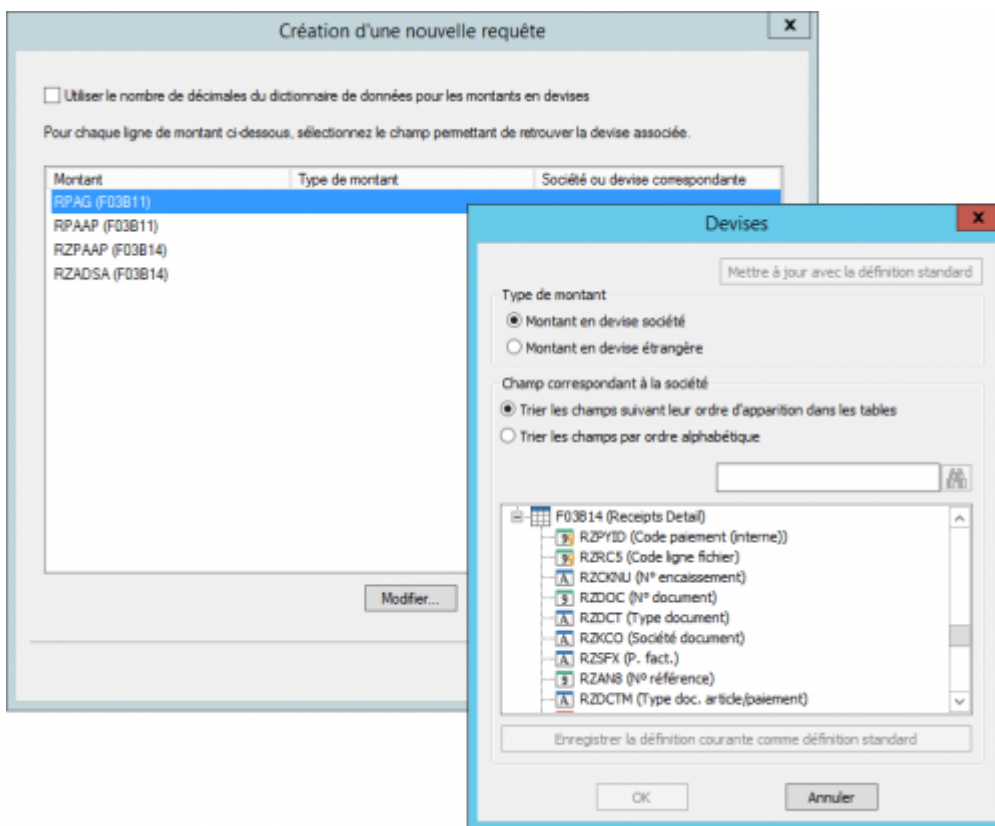 Création d'une nouvelle requête
x
Utiliser le nombre de décimales du dictionnaire de données pour les montants en devises
Pour chaque ligne de montant ci-dessous, sélectionnez le champ permettant de retrouver la devise associée.
Montant Type de montant Société ou devise correspondante
RPAG (F03B11)
RPAAP (F03B11)
RZPAAP (F03B14)
RZADSA (F03B14)
Modifier...
Devises
x
Mettre à jour avec la définition standard
Type de montant
Montant en devise société
Montant en devise étrangère
Champ correspondant à la société
Trier les champs suivant leur ordre d'apparition dans les tables
Trier les champs par ordre alphabétique
F03B14 (Receipts Detail)
RZPYID (Code paiement (interne))
RZRC5 (Code ligne fichier)
RZCKNU (N° encaissement)
RZDOC (N° document)
RZDCT (Type document)
RZKCO (Société document)
RZSFX (P. fact.)
RZAN8 (N° référence)
RZDCTM (Type doc. article/paiement)
Enregistrer la définition courante comme définition standard
OK Annuler